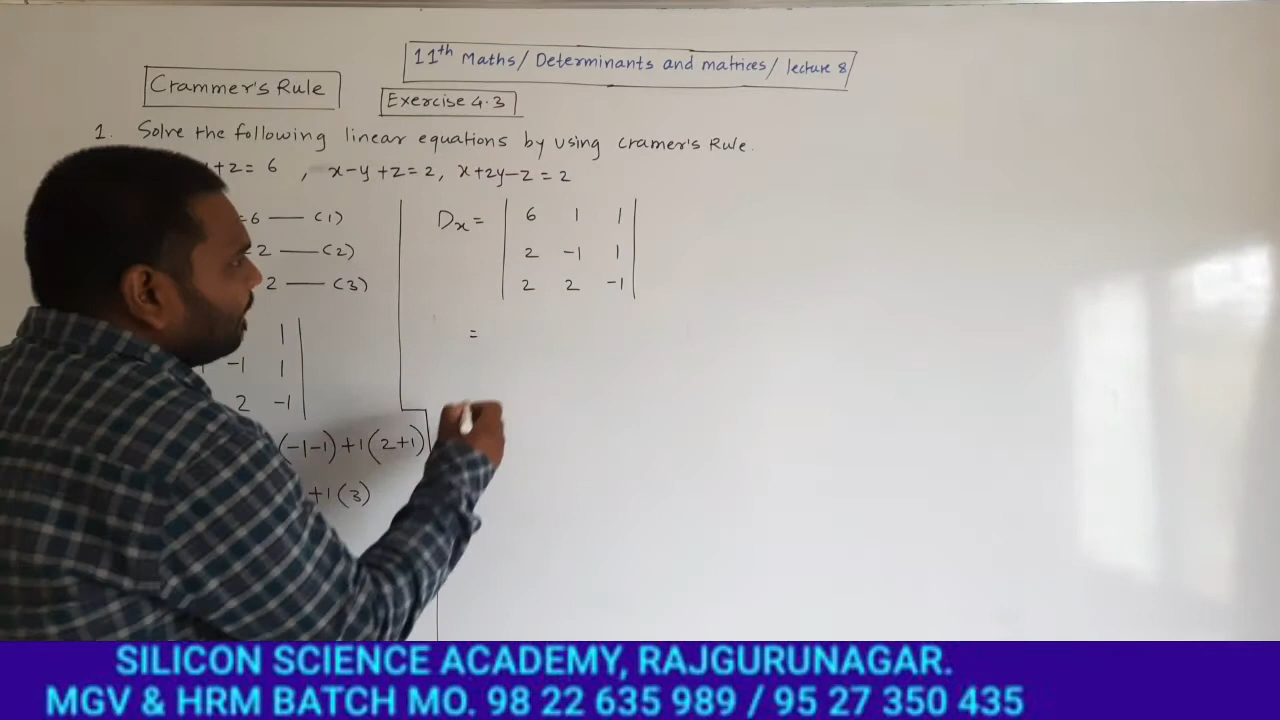 11th Maths/ Determinants and matrices/ lecture 8/
Crammer's Rule
Exercise 4.3
1. Solve the following linear equations by using cramer's Rule.
+z = 6 , x-y+z=2, x+2y-z=2
=6 —— (1)
2 —— (2)
2 —— (3)
1
-1 1
2 -1
(-1-1)+1(2+1)
+1(3)
Dx =
6 1 1
2 -1 1
2 2 -1
=
SILICON SCIENCE ACADEMY, RAJGURUNAGAR.
MGV & HRM BATCH MO. 98 22 635 989 / 95 27 350 435